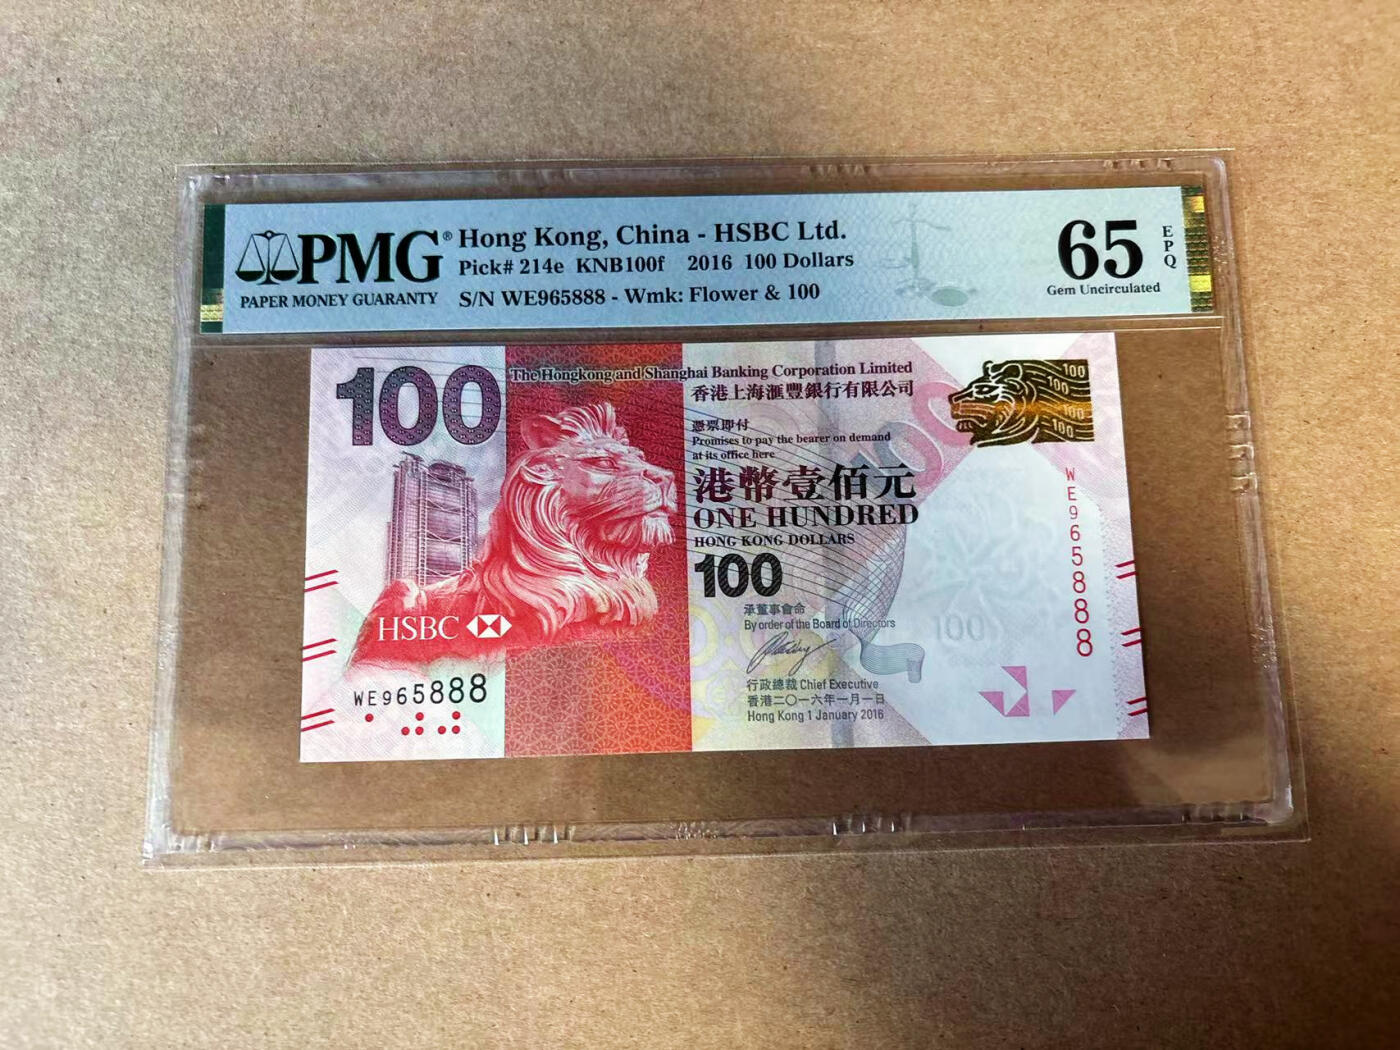 PMG®
PAPER MONEY GUARANTY
Hong Kong, China - HSBC Ltd.
Pick# 214e KNB100f 2016 100 Dollars
S/N WE965888 - Wmk: Flower & 100
65
EPQ
Gem Uncirculated
100
The Hongkong and Shanghai Banking Corporation Limited
香港上海滙豐銀行有限公司
憑票即付
Promises to pay the bearer on demand
at its office here
港幣壹佰元
ONE HUNDRED
HONG KONG DOLLARS
100
承董事會命
By order of the Board of Directors
行政總裁 Chief Executive
香港二〇一六年一月一日
Hong Kong 1 January 2016
HSBC
WE965888
100
100
100
100
100
WE965888
100